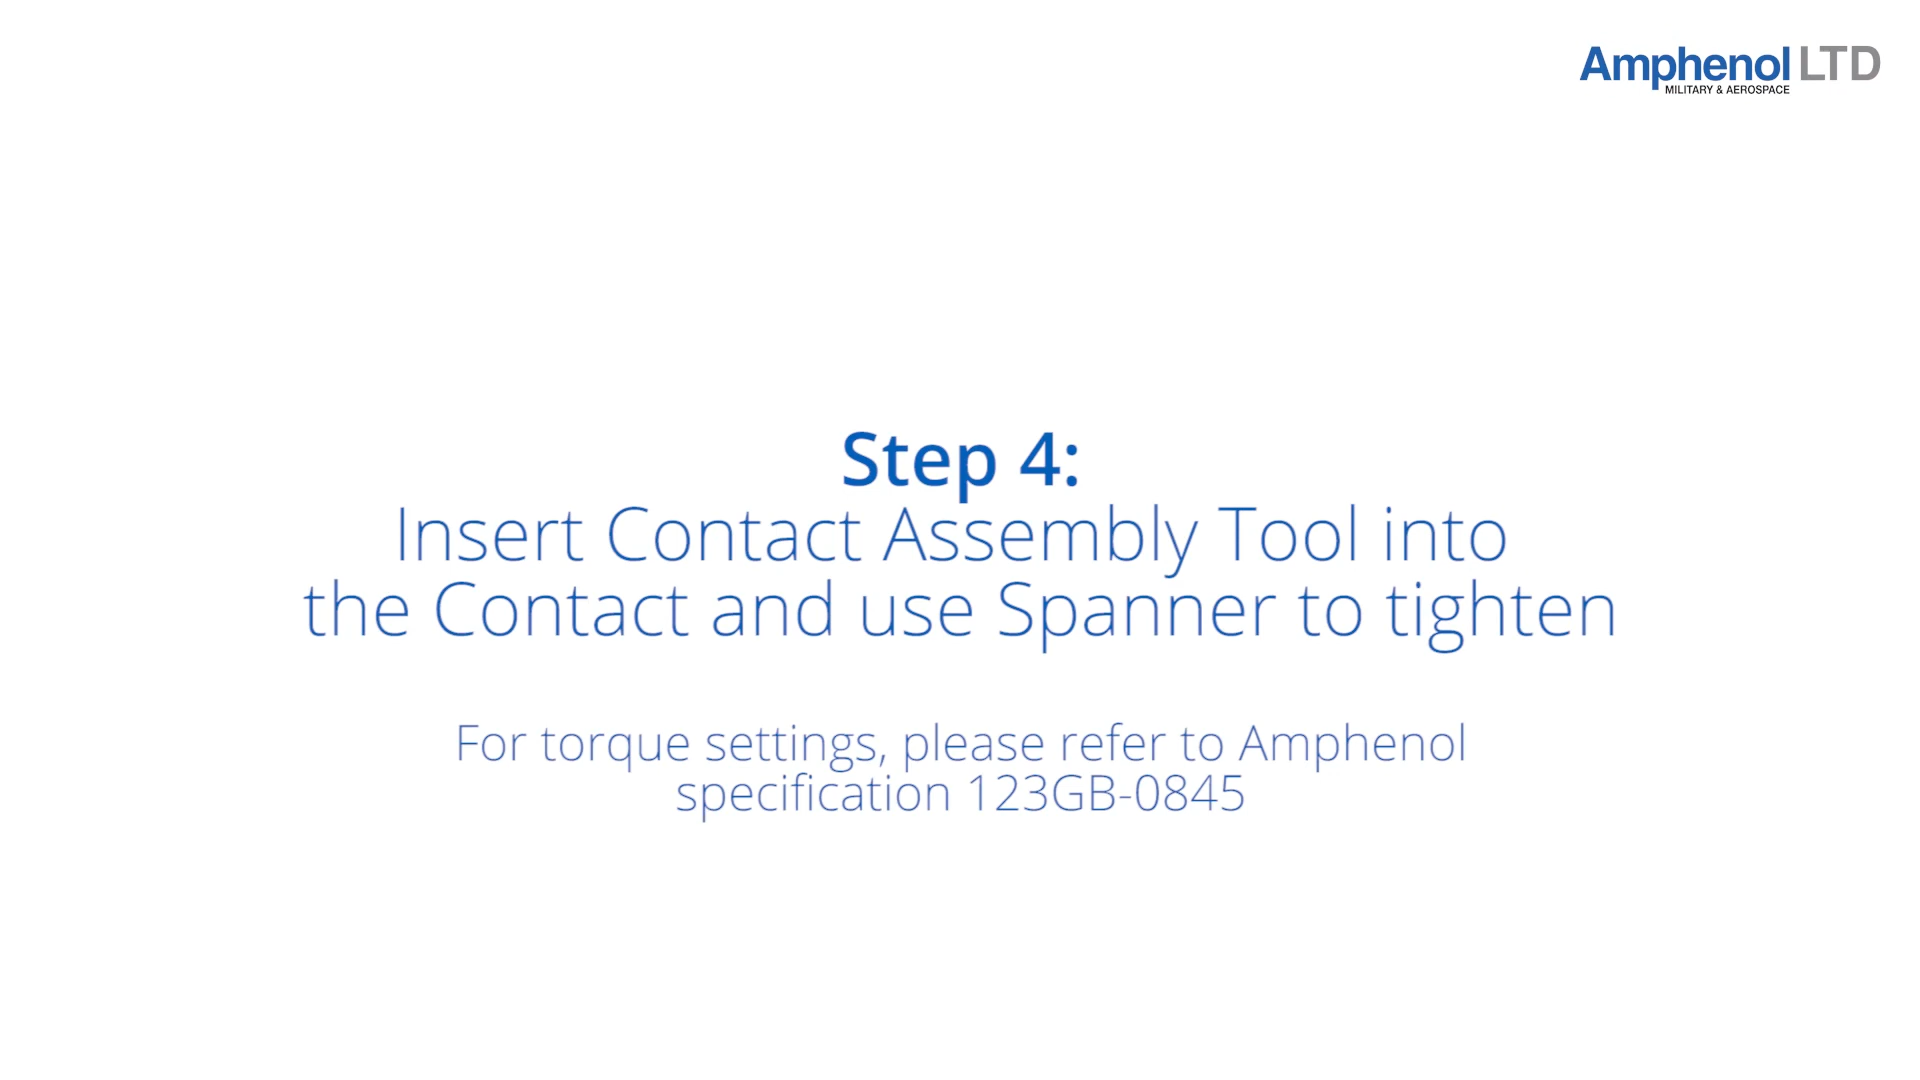 Amphenol LTD
MILITARY & AEROSPACE
Step 4:
Insert Contact Assembly Tool into
the Contact and use Spanner to tighten
For torque settings, please refer to Amphenol
specification 123GB-0845